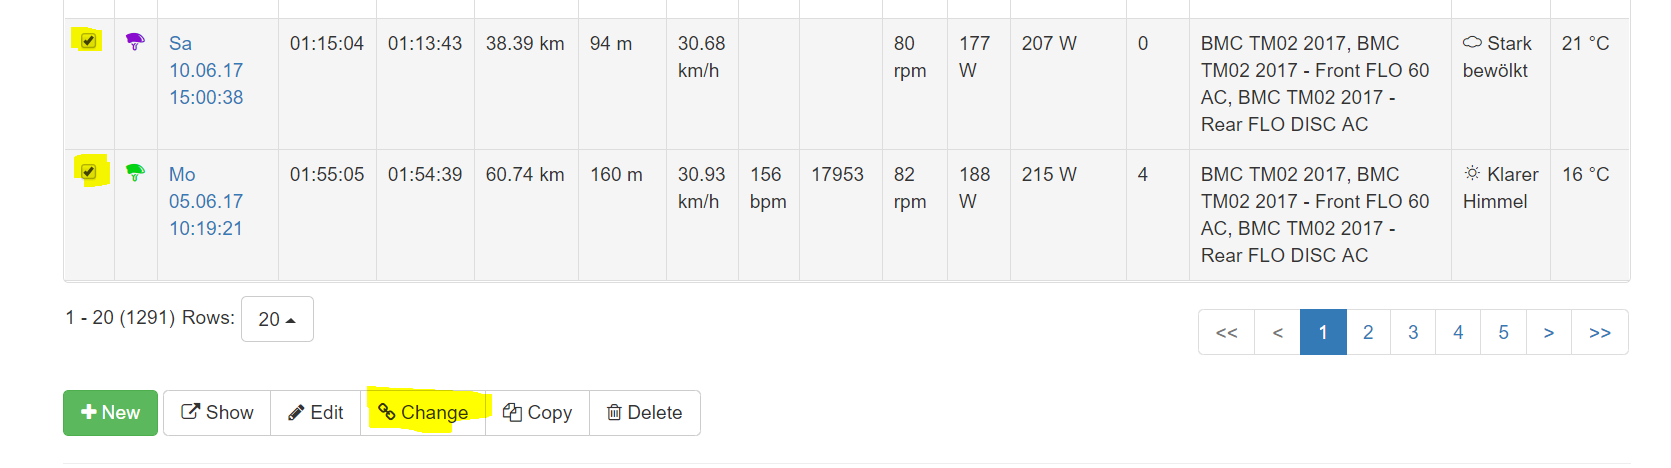 Sa
10.06.17
15:00:38
01:15:04
01:13:43
38.39 km
94 m
30.68
km/h
80
rpm
177
W
207 W
0
BMC TM02 2017, BMC
TM02 2017 - Front FLO 60
AC, BMC TM02 2017 -
Rear FLO DISC AC
Stark
bewölkt
21 °C
Mo
05.06.17
10:19:21
01:55:05
01:54:39
60.74 km
160 m
30.93
km/h
156
bpm
17953
82
rpm
188
W
215 W
4
BMC TM02 2017, BMC
TM02 2017 - Front FLO 60
AC, BMC TM02 2017 -
Rear FLO DISC AC
Klarer
Himmel
16 °C
1 - 20 (1291) Rows: 20
<< < 1 2 3 4 5 > >>
New Show Edit Change Copy Delete